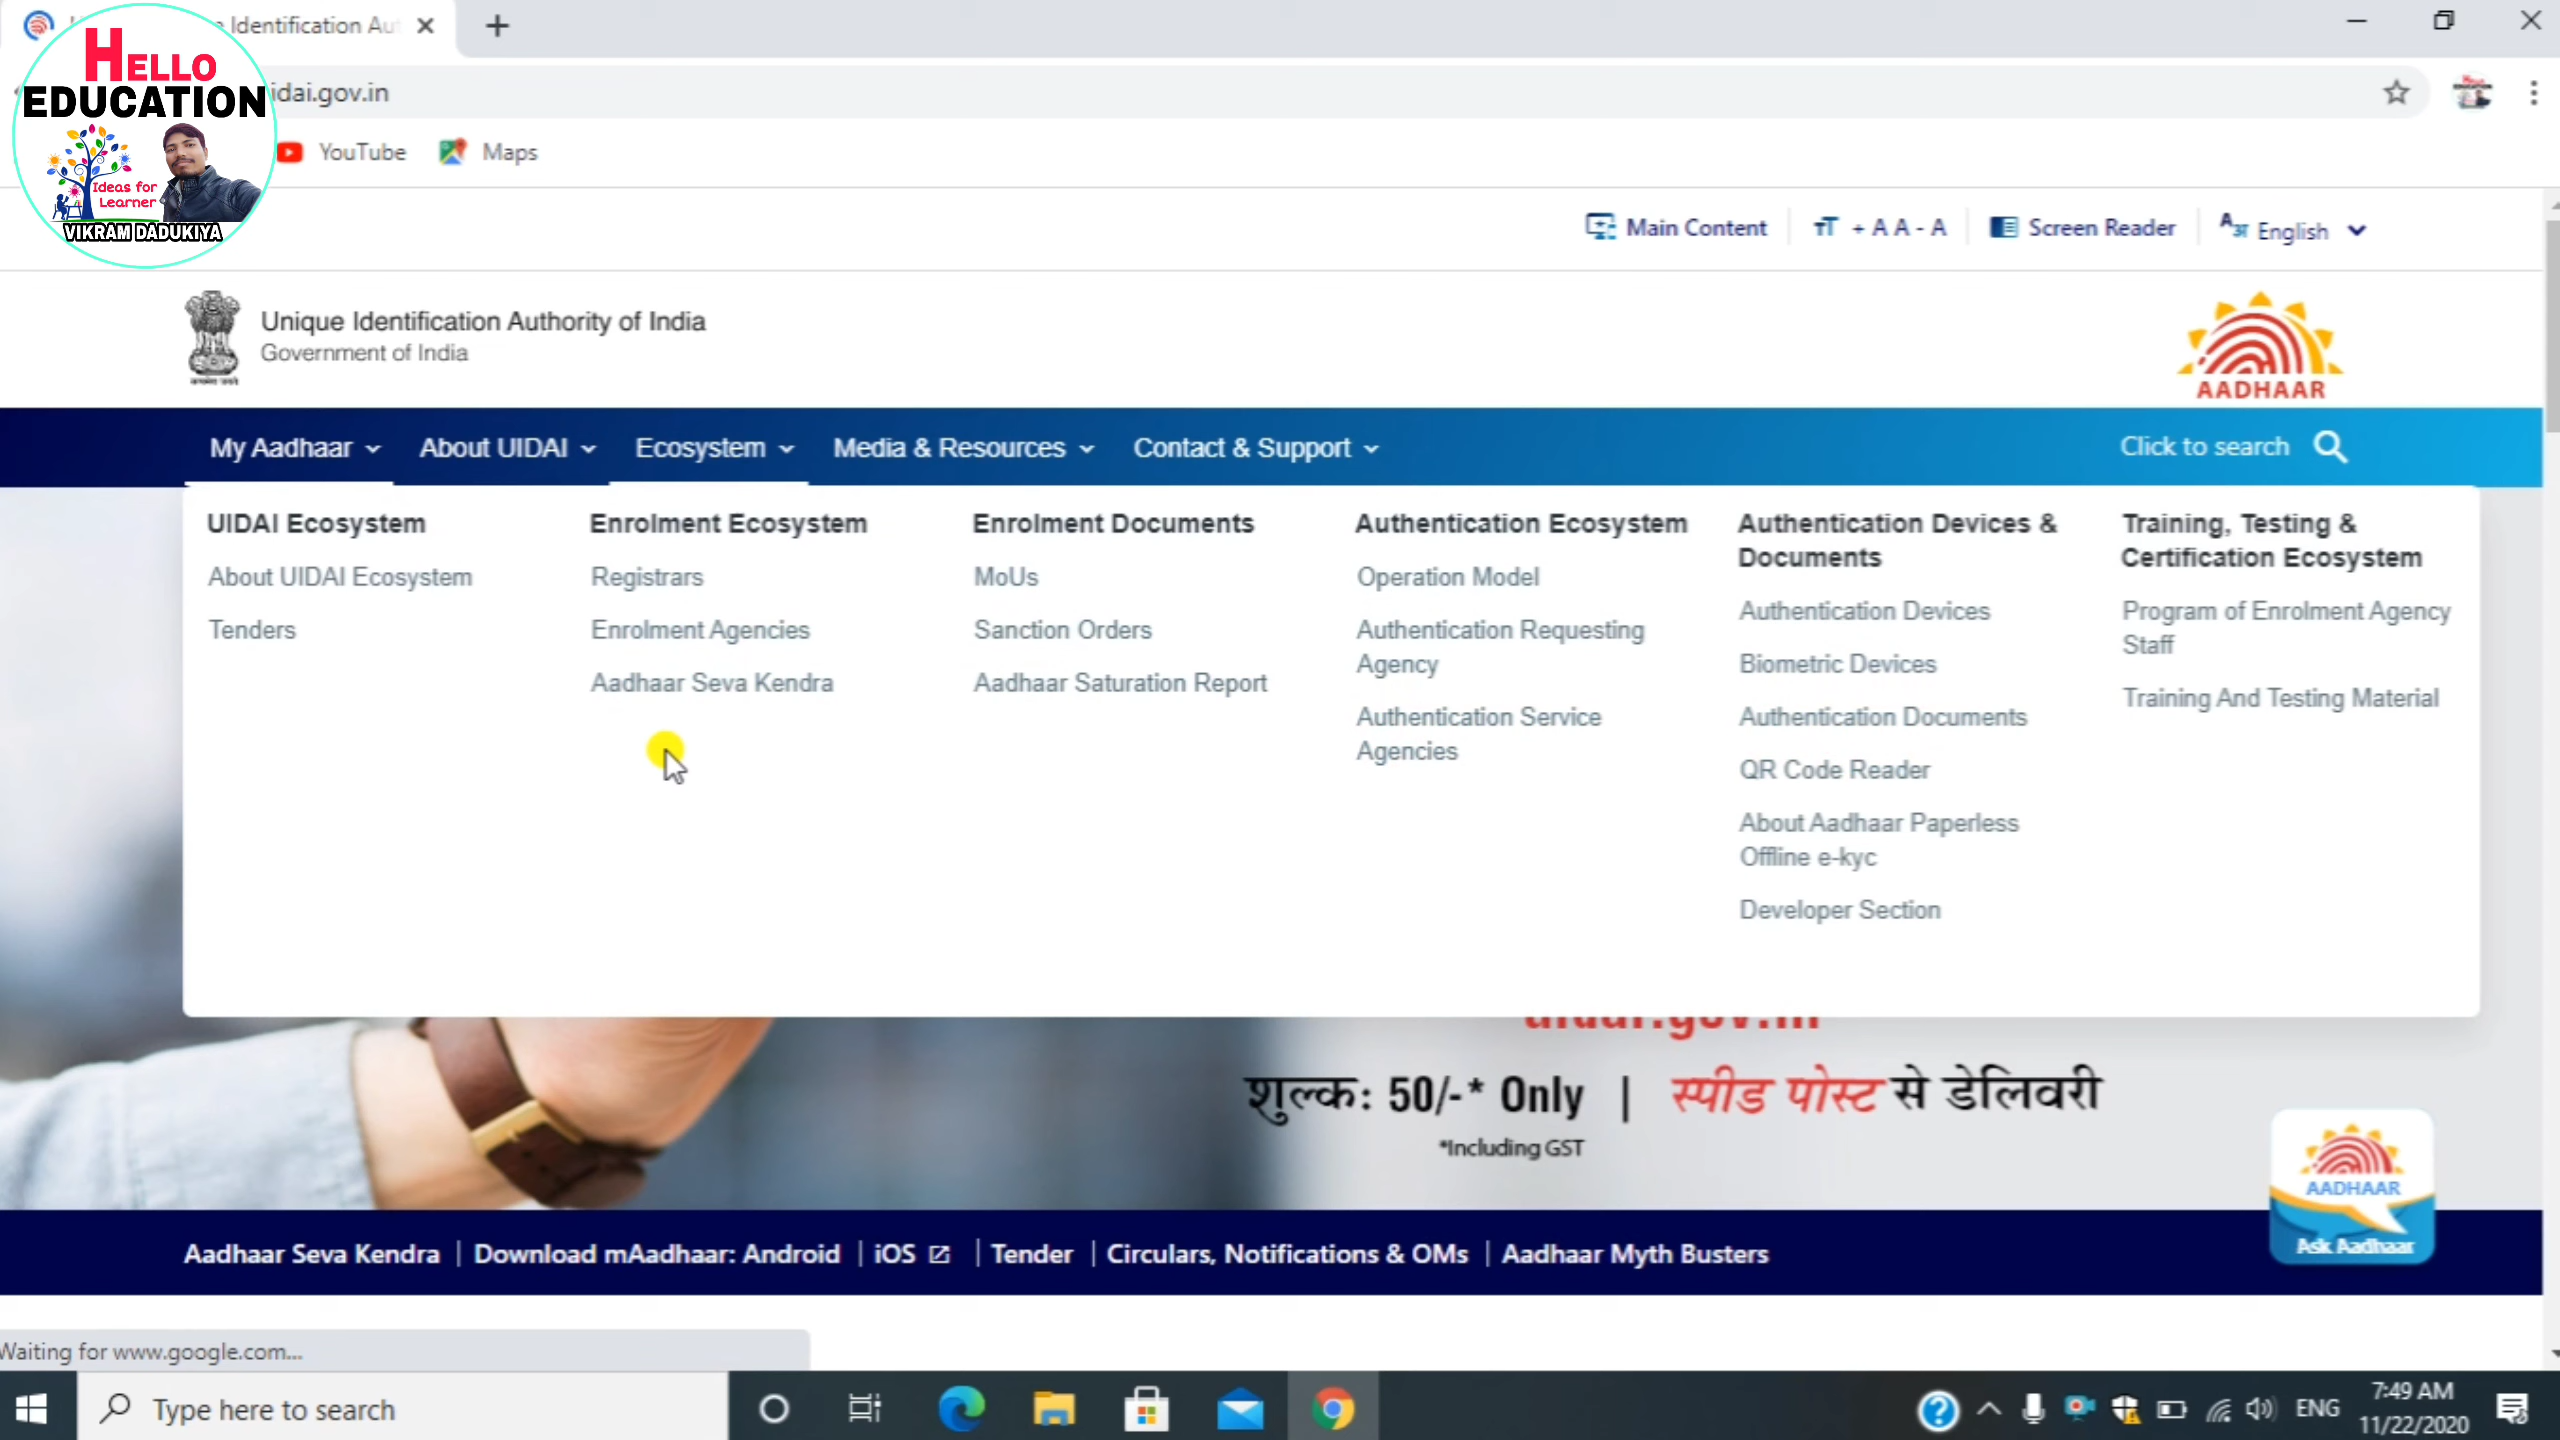 Identification Aut
HELLO
EDUCATION
Ideas for
Learner
VIKRAM DADUKIYA
idai.gov.in
YouTube
Maps
Main Content
+ A A - A
Screen Reader
English
Unique Identification Authority of India
Government of India
AADHAAR
My Aadhaar
About UIDAI
Ecosystem
Media & Resources
Contact & Support
Click to search
UIDAI Ecosystem
About UIDAI Ecosystem
Tenders
Enrolment Ecosystem
Registrars
Enrolment Agencies
Aadhaar Seva Kendra
Enrolment Documents
MoUs
Sanction Orders
Aadhaar Saturation Report
Authentication Ecosystem
Operation Model
Authentication Requesting
Agency
Authentication Service
Agencies
Authentication Devices &
Documents
Authentication Devices
Biometric Devices
Authentication Documents
QR Code Reader
About Aadhaar Paperless
Offline e-kyc
Developer Section
Training, Testing &
Certification Ecosystem
Program of Enrolment Agency
Staff
Training And Testing Material
शुल्क: 50/-* Only | स्पीड पोस्ट से डेलिवरी
*Including GST
AADHAAR
Ask Aadhaar
Aadhaar Seva Kendra | Download mAadhaar: Android | iOS | Tender | Circulars, Notifications & OMs | Aadhaar Myth Busters
Waiting for www.google.com...
Type here to search
ENG
7:49 AM
11/22/2020